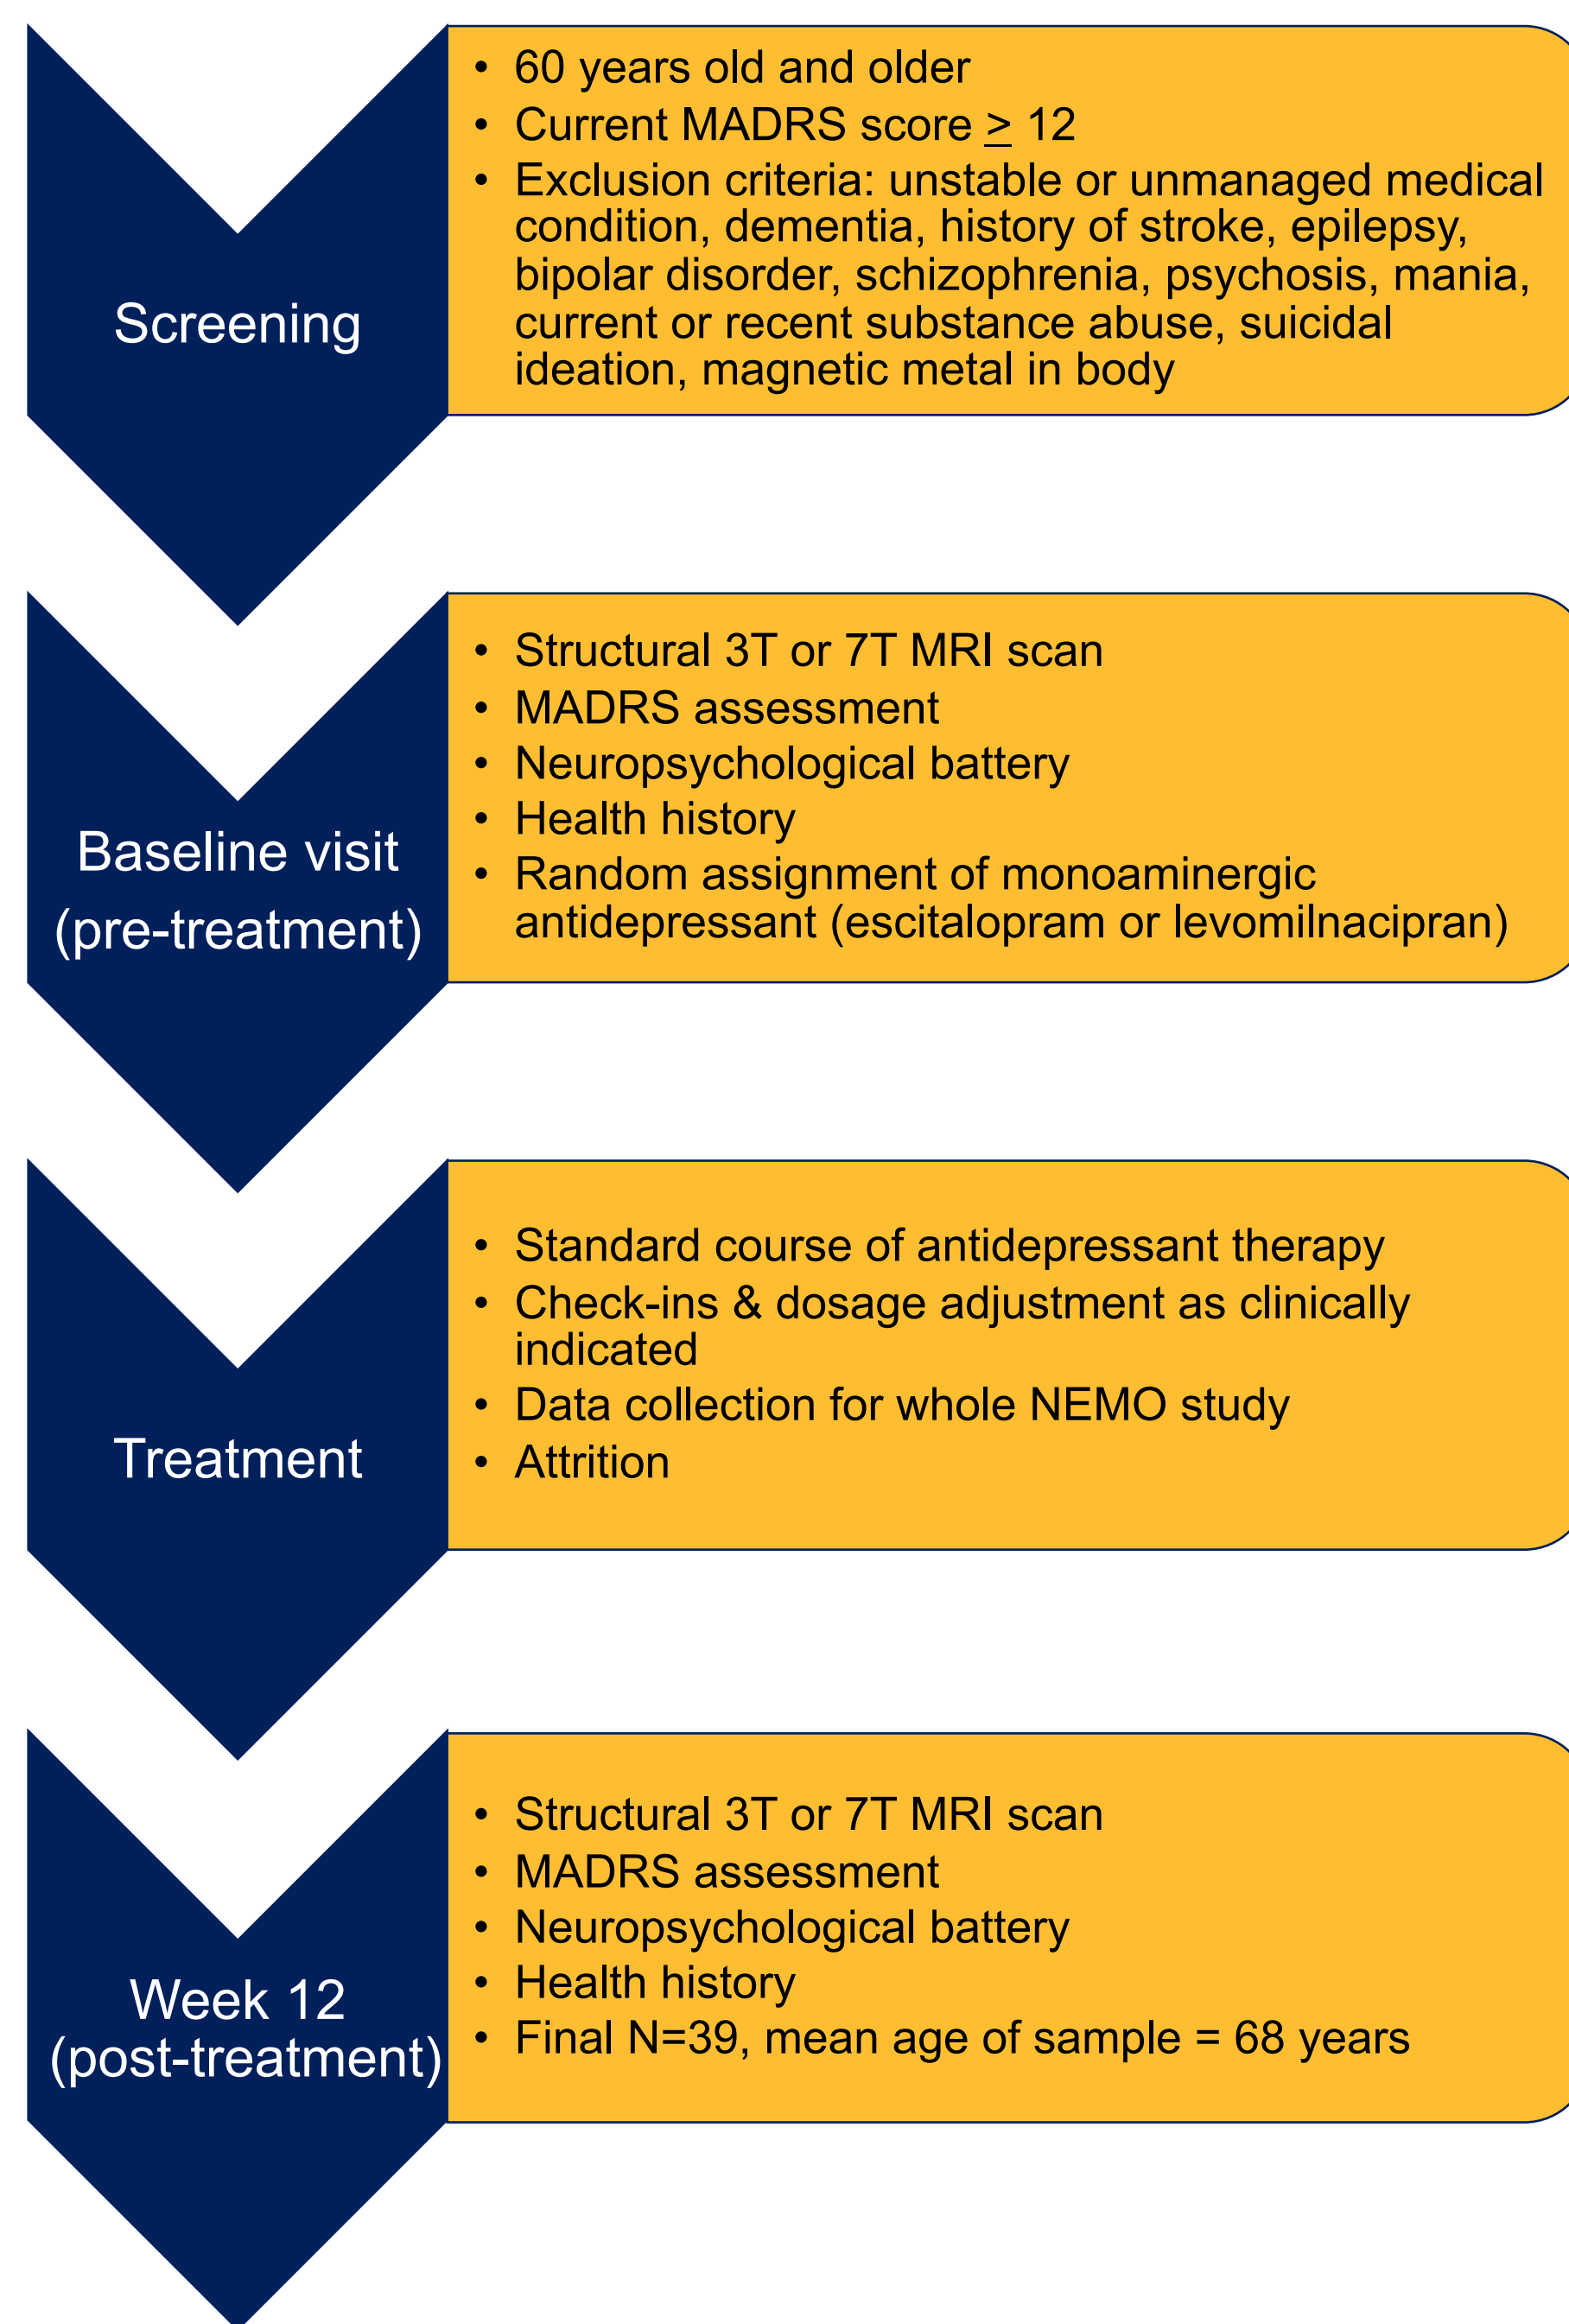 Screening
• 60 years old and older
• Current MADRS score ≥ 12
• Exclusion criteria: unstable or unmanaged medical
condition, dementia, history of stroke, epilepsy,
bipolar disorder, schizophrenia, psychosis, mania,
current or recent substance abuse, suicidal
ideation, magnetic metal in body
Baseline visit
(pre-treatment)
• Structural 3T or 7T MRI scan
• MADRS assessment
• Neuropsychological battery
• Health history
• Random assignment of monoaminergic
antidepressant (escitalopram or levomilnacipran)
Treatment
• Standard course of antidepressant therapy
• Check-ins & dosage adjustment as clinically
indicated
• Data collection for whole NEMO study
• Attrition
Week 12
(post-treatment)
• Structural 3T or 7T MRI scan
• MADRS assessment
• Neuropsychological battery
• Health history
• Final N=39, mean age of sample = 68 years